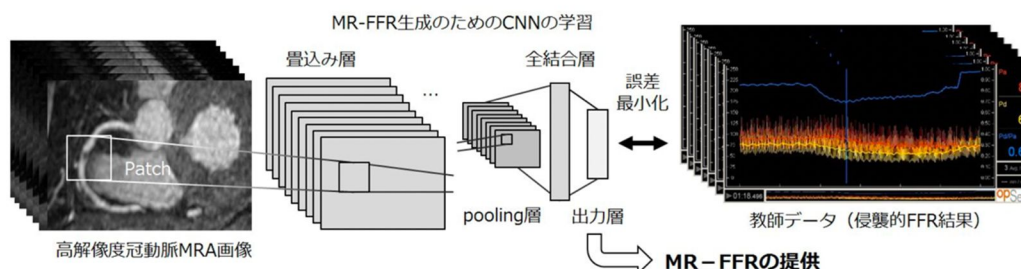 MR-FFR生成のためのCNNの学習
畳込み層
全結合層
…
誤差
最小化
Patch
pooling層
出力層
Pa
Pd
Pd/Pa
高解像度冠動脈MRA画像
教師データ（侵襲的FFR結果）
MR－FFRの提供